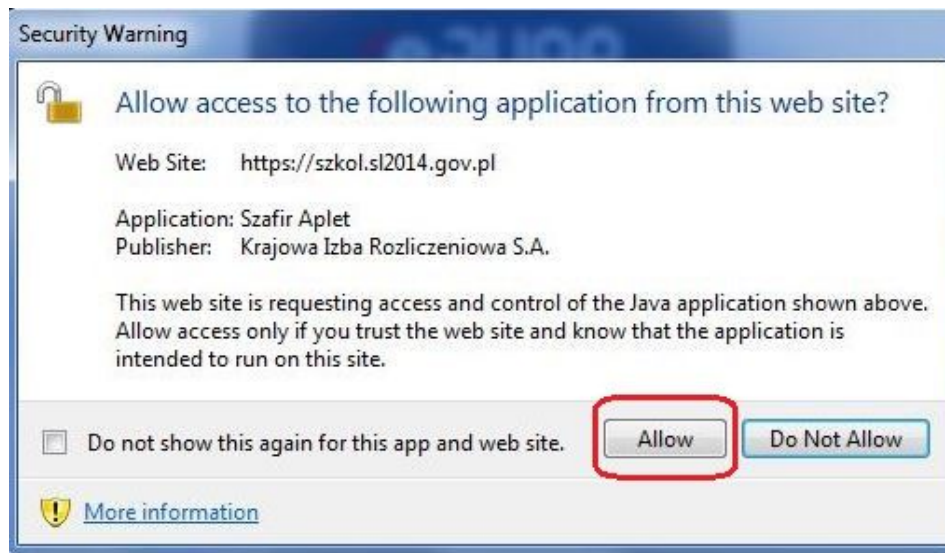 Security Warning
Allow access to the following application from this web site?
Web Site: https://szkol.sl2014.gov.pl
Application: Szafir Aplet
Publisher: Krajowa Izba Rozliczeniowa S.A.
This web site is requesting access and control of the Java application shown above.
Allow access only if you trust the web site and know that the application is
intended to run on this site.
Do not show this again for this app and web site. Allow Do Not Allow
More information